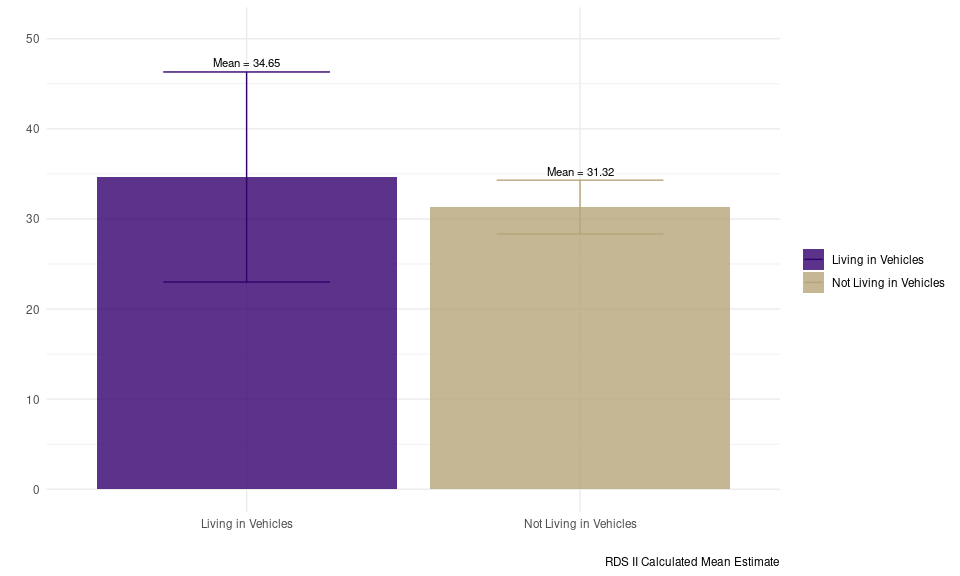 50
40
30
20
10
0
Mean = 34.65
Mean = 31.32
Living in Vehicles
Not Living in Vehicles
Living in Vehicles
Not Living in Vehicles
RDS II Calculated Mean Estimate